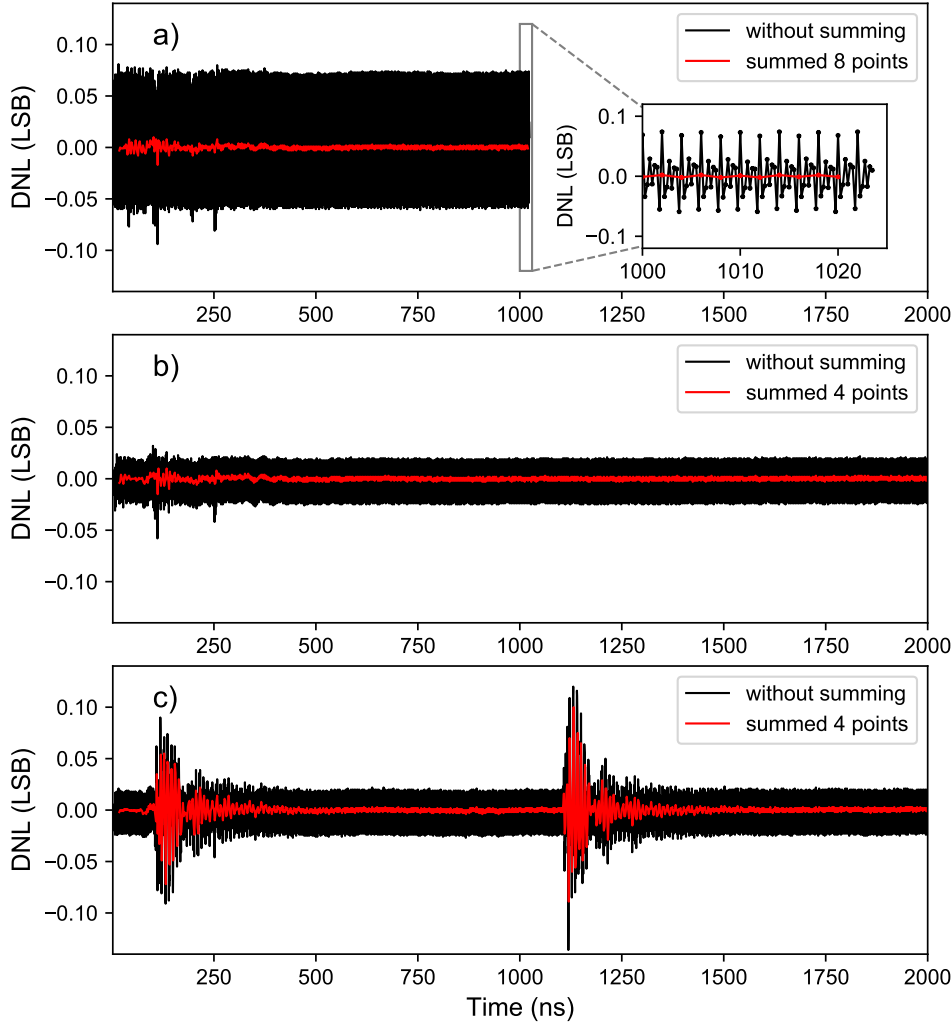 a)
without summing
summed 8 points
DNL (LSB)
0.10
0.05
0.00
−0.05
−0.10
DNL (LSB)
0.1
0.0
−0.1
1000 1010 1020
250 500 750 1000 1250 1500 1750 2000
b)
without summing
summed 4 points
DNL (LSB)
0.10
0.05
0.00
−0.05
−0.10
250 500 750 1000 1250 1500 1750 2000
c)
without summing
summed 4 points
DNL (LSB)
0.10
0.05
0.00
−0.05
−0.10
250 500 750 1000 1250 1500 1750 2000
Time (ns)